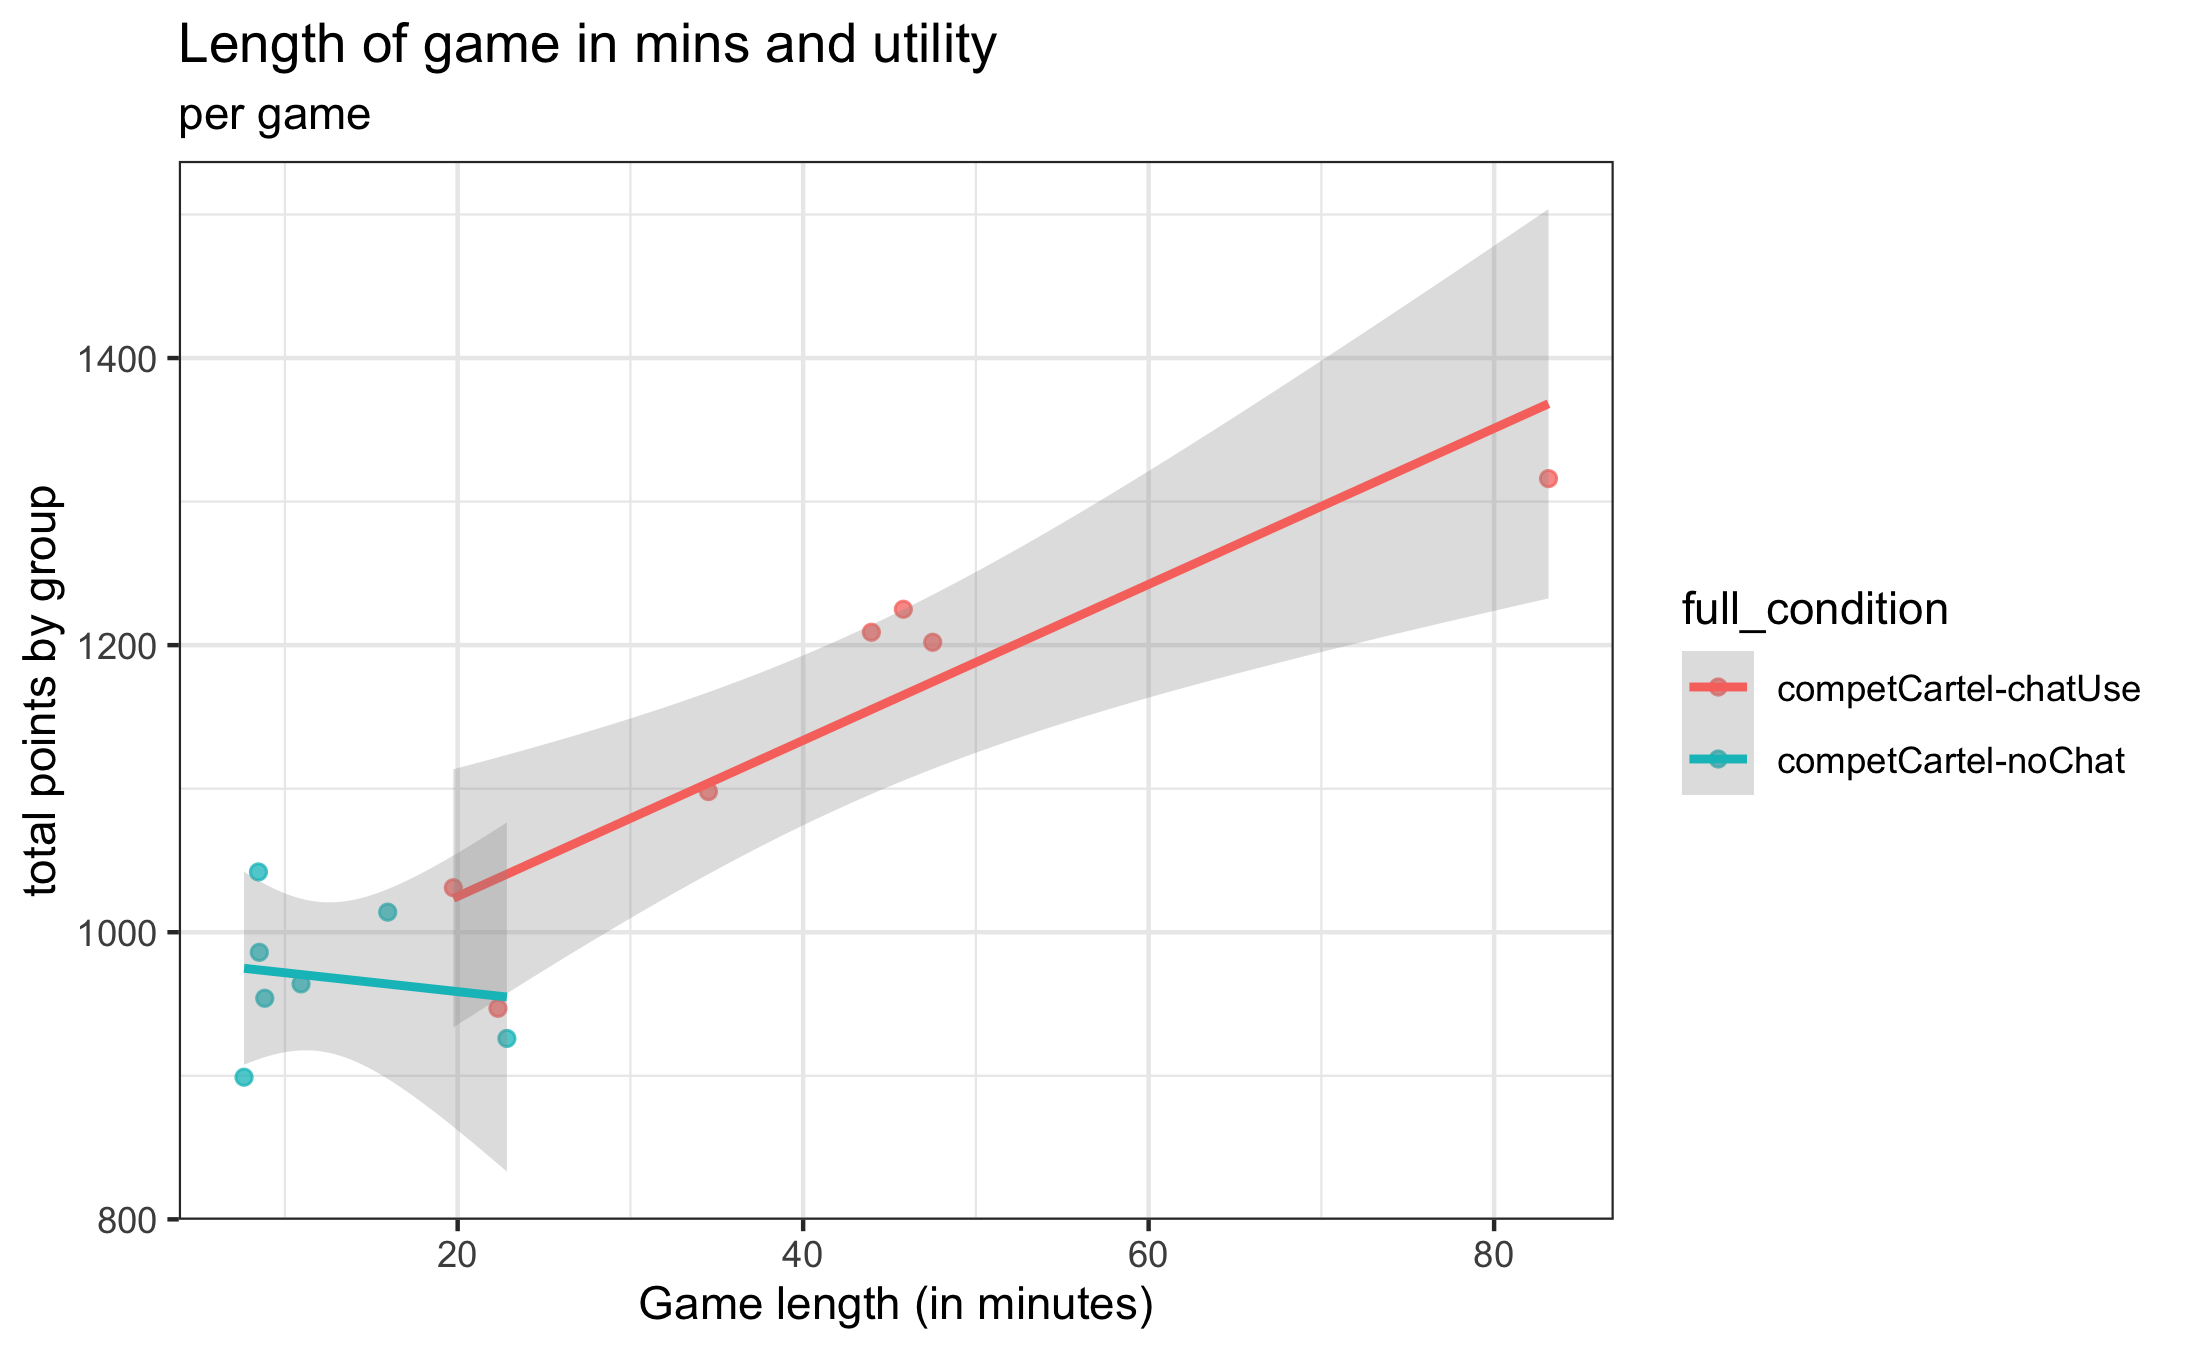 Length of game in mins and utility
per game
total points by group
1400
1200
1000
800
20 40 60 80
Game length (in minutes)
full_condition
competCartel-chatUse
competCartel-noChat